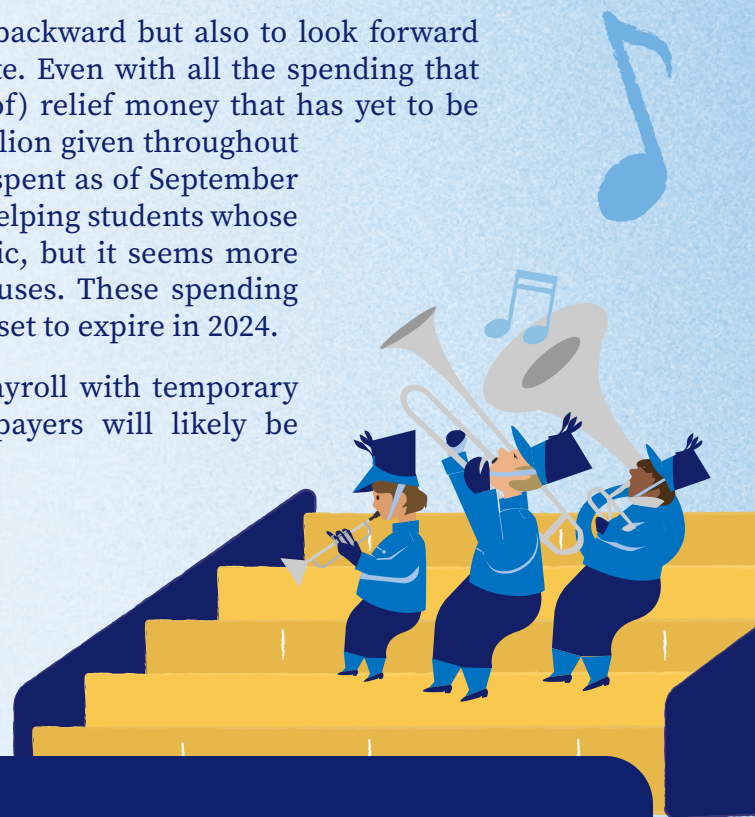 backward but also to look forward
te. Even with all the spending that
of) relief money that has yet to be
lion given throughout
spent as of September
elping students whose
ic, but it seems more
uses. These spending
set to expire in 2024.
ayroll with temporary
payers will likely be